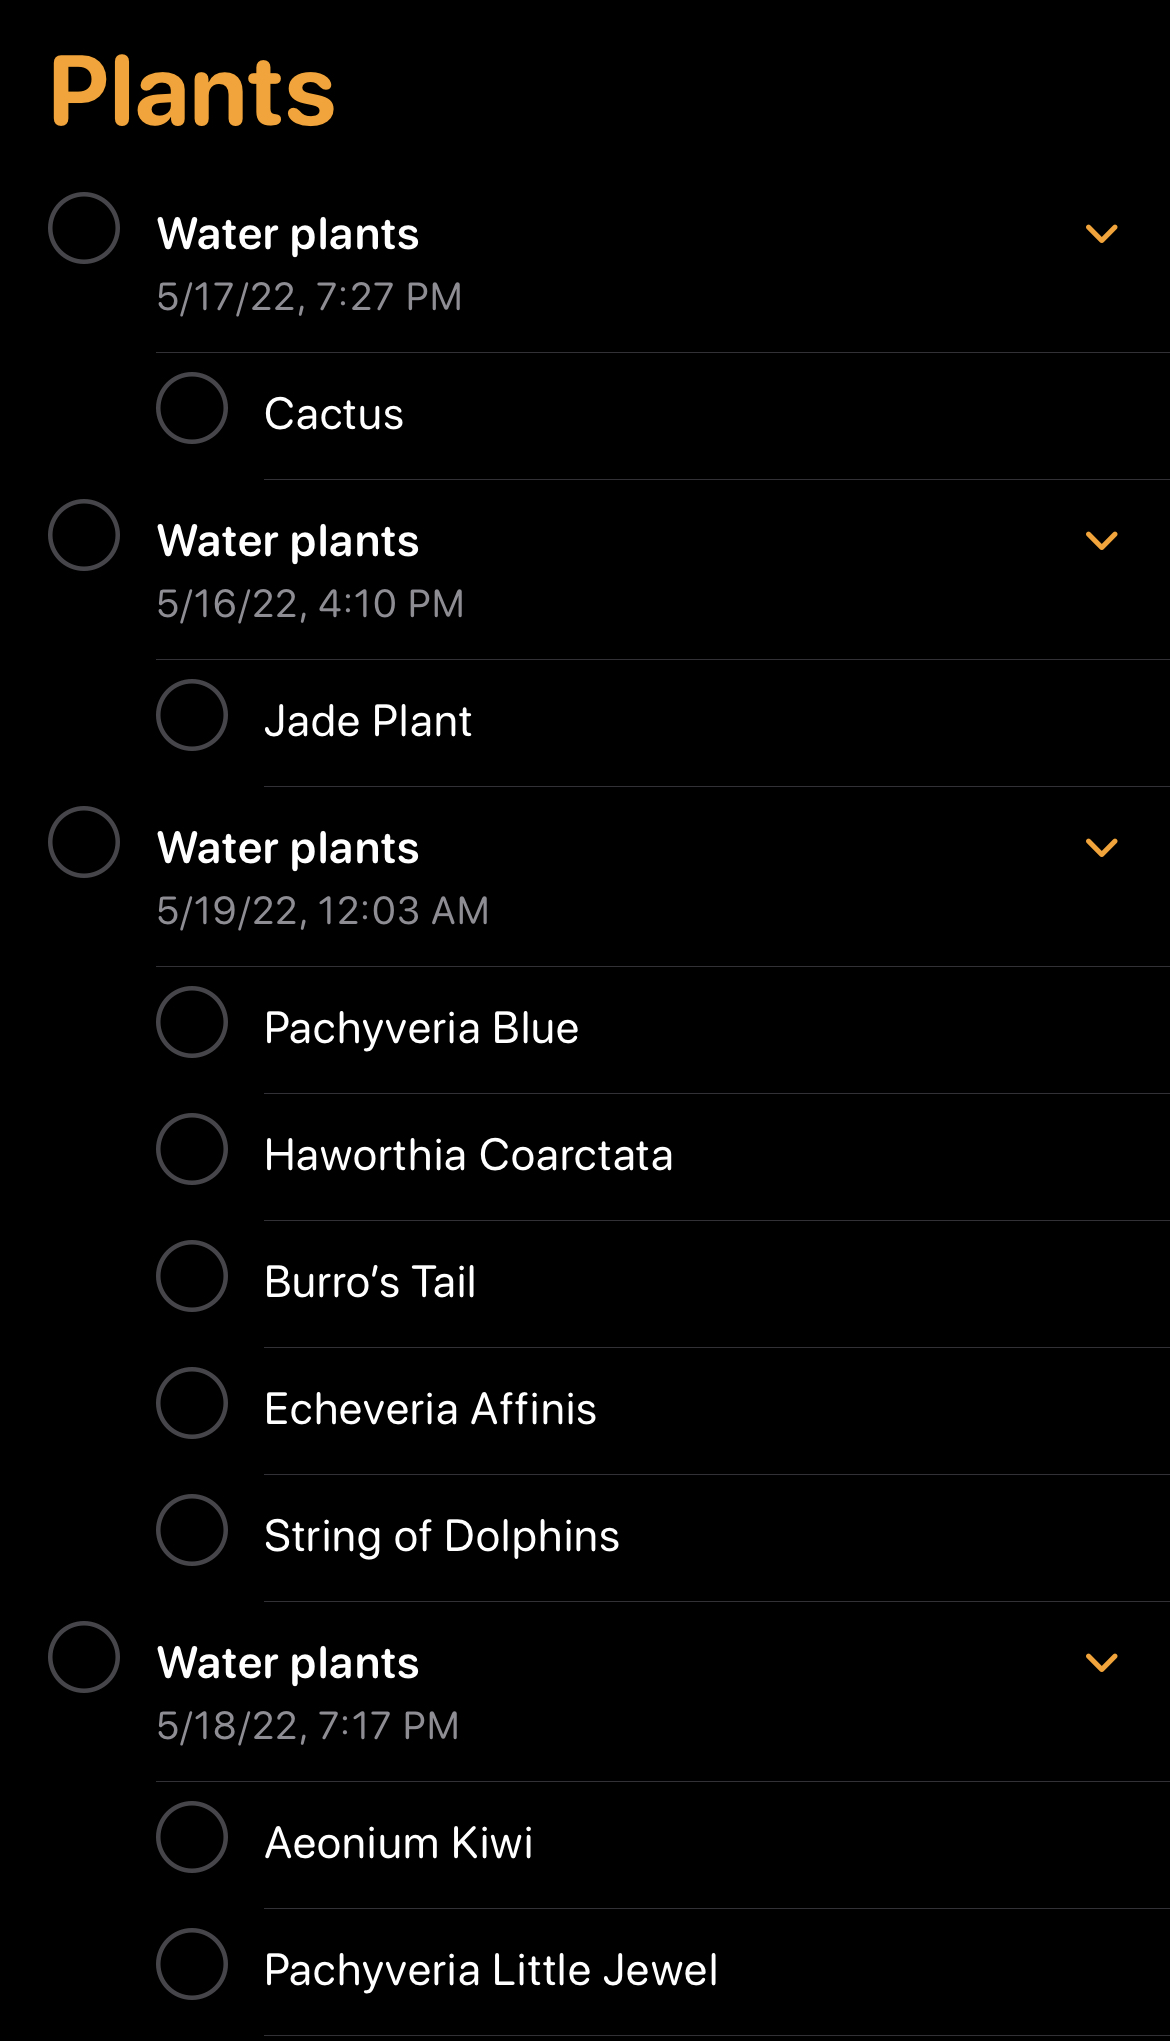 Plants
Water plants
5/17/22, 7:27 PM
Cactus
Water plants
5/16/22, 4:10 PM
Jade Plant
Water plants
5/19/22, 12:03 AM
Pachyveria Blue
Haworthia Coarctata
Burro’s Tail
Echeveria Affinis
String of Dolphins
Water plants
5/18/22, 7:17 PM
Aeonium Kiwi
Pachyveria Little Jewel